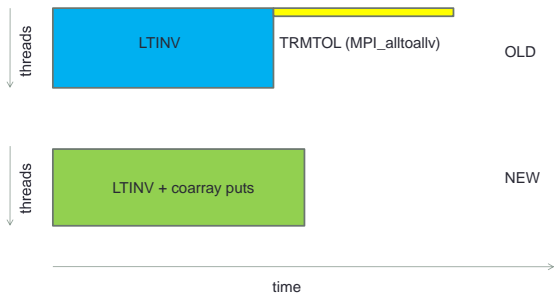 threads
LTINV
TRMTOL (MPI_alltoallv)
OLD
threads
LTINV + coarray puts
NEW
time